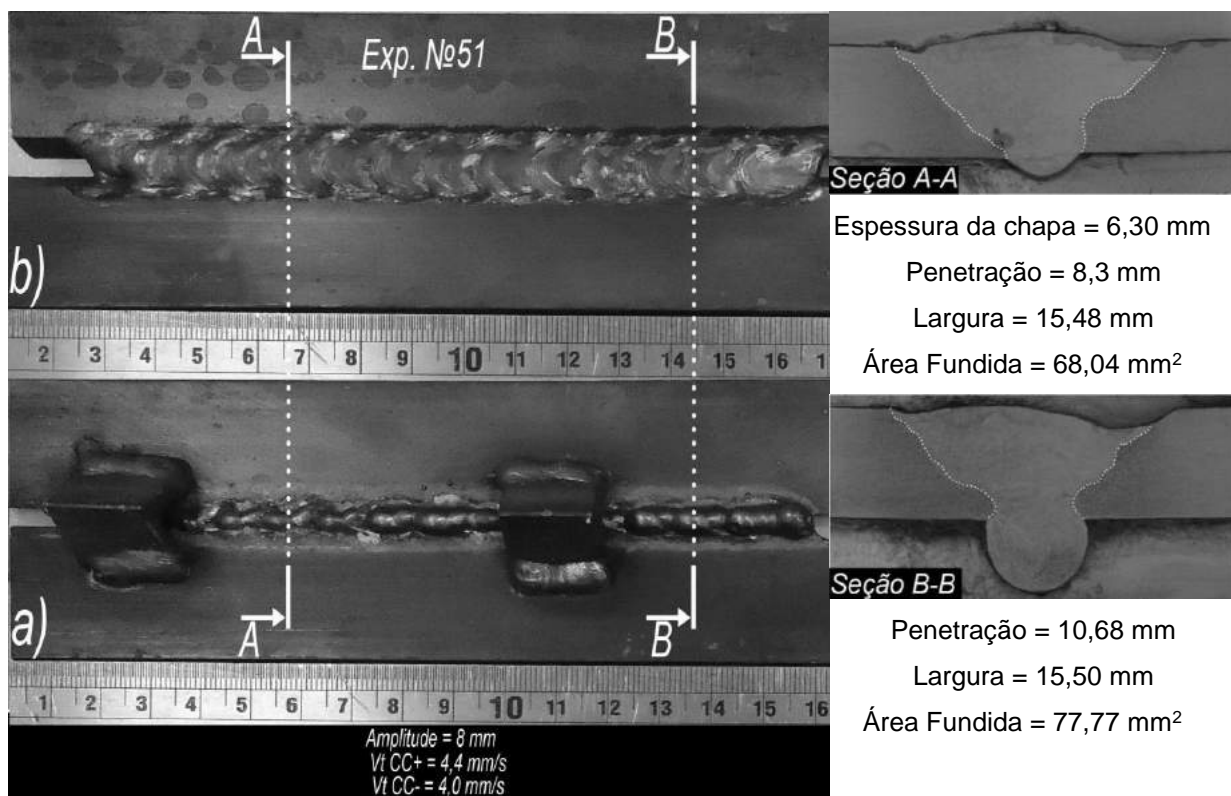 A
Exp. №51
B
b)
2 3 4 5 6 7 8 9 10 11 12 13 14 15 16 1
A
B
a)
1 2 3 4 5 6 7 8 9 10 11 12 13 14 15 16
Amplitude = 8 mm
Vt CC+ = 4,4 mm/s
Vt CC- = 4,0 mm/s
Seção A-A
Espessura da chapa = 6,30 mm
Penetração = 8,3 mm
Largura = 15,48 mm
Área Fundida = 68,04 mm²
Seção B-B
Penetração = 10,68 mm
Largura = 15,50 mm
Área Fundida = 77,77 mm²